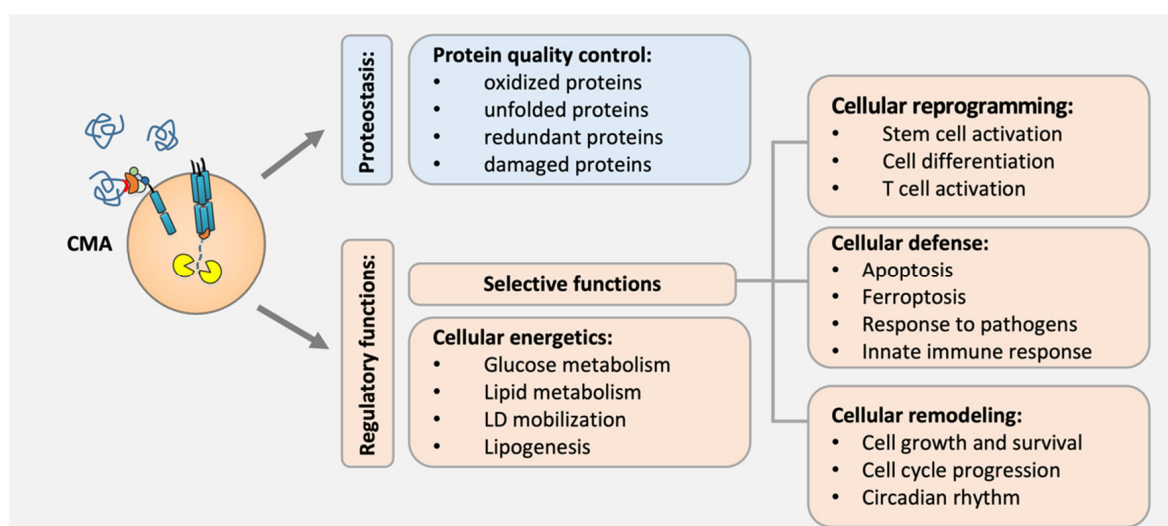 CMA
Proteostasis:
Protein quality control:
• oxidized proteins
• unfolded proteins
• redundant proteins
• damaged proteins
Regulatory functions:
Selective functions
Cellular energetics:
• Glucose metabolism
• Lipid metabolism
• LD mobilization
• Lipogenesis
Cellular reprogramming:
• Stem cell activation
• Cell differentiation
• T cell activation
Cellular defense:
• Apoptosis
• Ferroptosis
• Response to pathogens
• Innate immune response
Cellular remodeling:
• Cell growth and survival
• Cell cycle progression
• Circadian rhythm